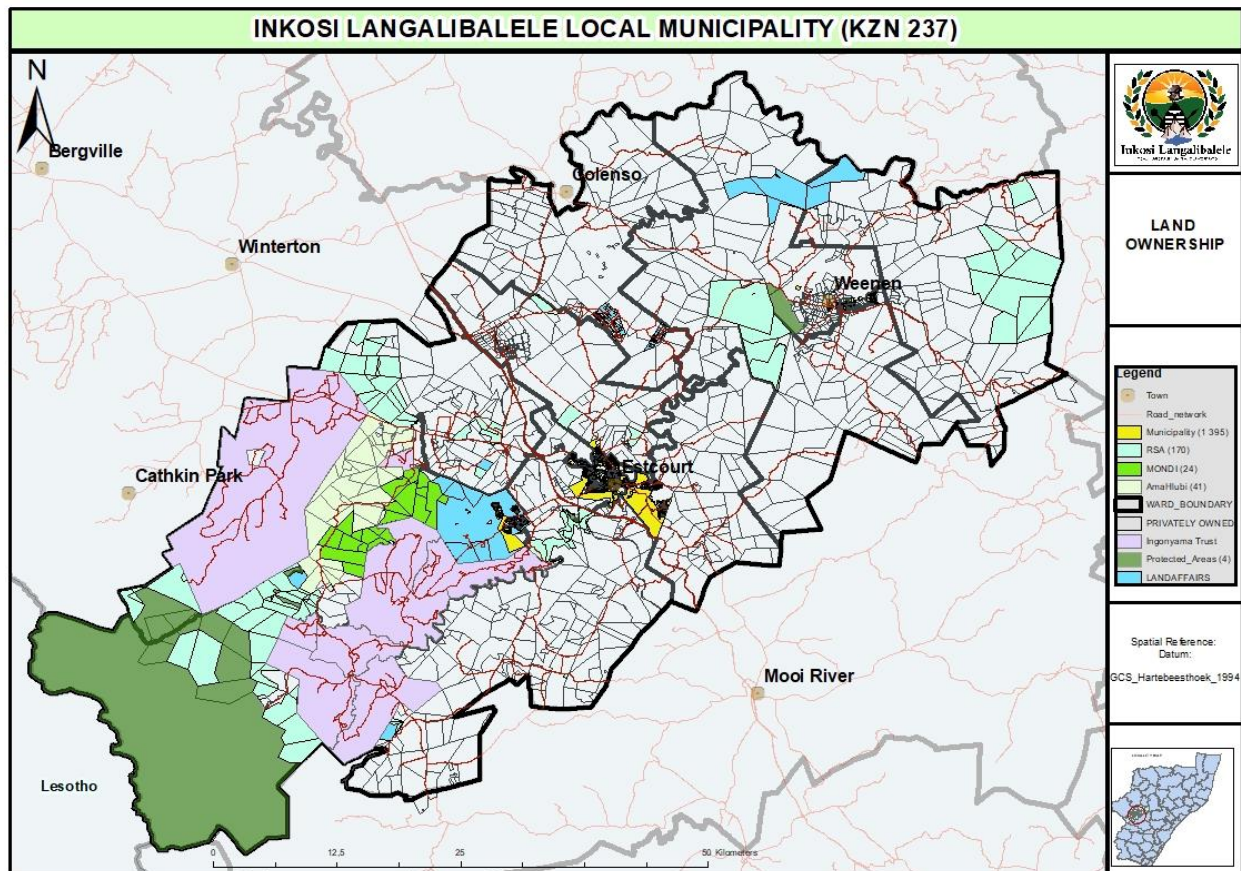 INKOSI LANGALIBALELE LOCAL MUNICIPALITY (KZN 237)
N
Bergville
Colenso
Winterton
Weenen
Estcourt
Cathkin Park
Mooi River
Lesotho
0
12,5
25
50 Kilometers
Inkosi Langalibalele
LAND
OWNERSHIP
Legend
Town
Road_network
Municipality (1 395)
RSA (170)
MONDI (24)
AmaHlubi (41)
WARD_BOUNDARY
PRIVATELY OWNED
Ingonyama Trust
Protected_Areas (4)
LANDAFFAIRS
Spatial Reference:
Datum:
GCS_Hartebeesthoek_1994